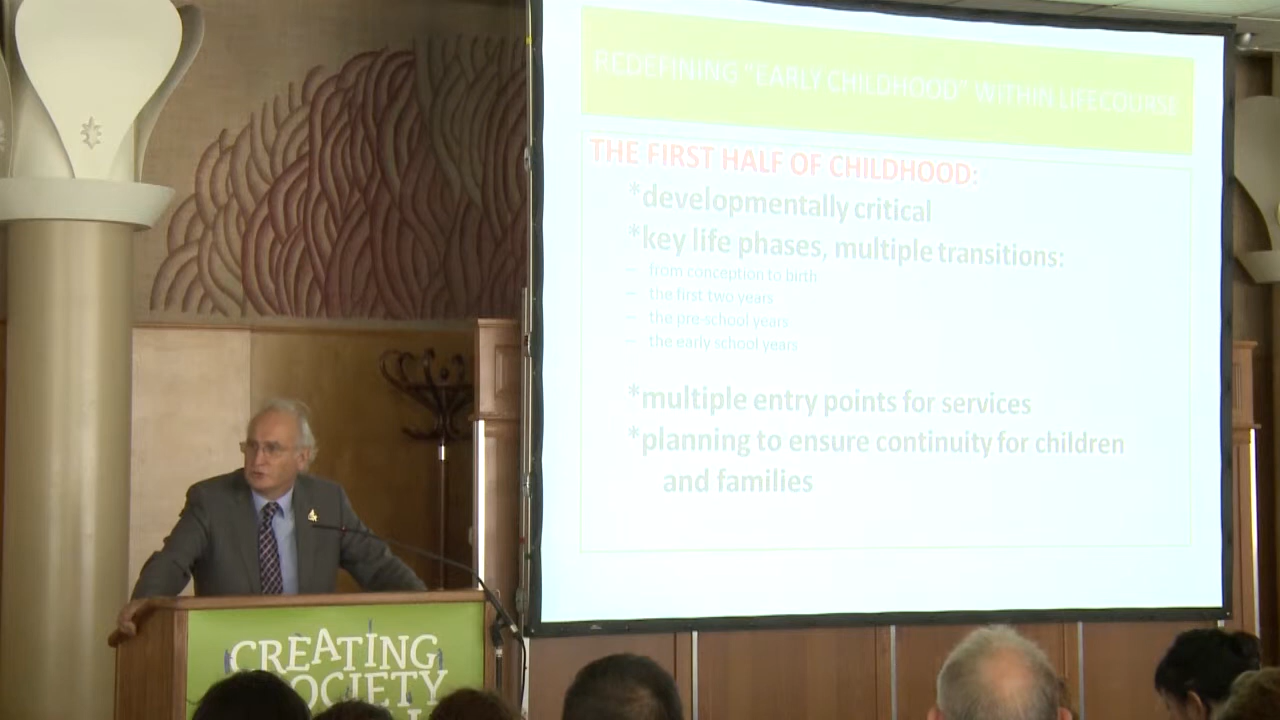 REDEFINING "EARLY CHILDHOOD" WITHIN LIFECOURSE
THE FIRST HALF OF CHILDHOOD:
*developmentally critical
*key life phases, multiple transitions:
– from conception to birth
– the first two years
– the pre-school years
– the early school years
*multiple entry points for services
*planning to ensure continuity for children
and families
CREATING
SOCIETY